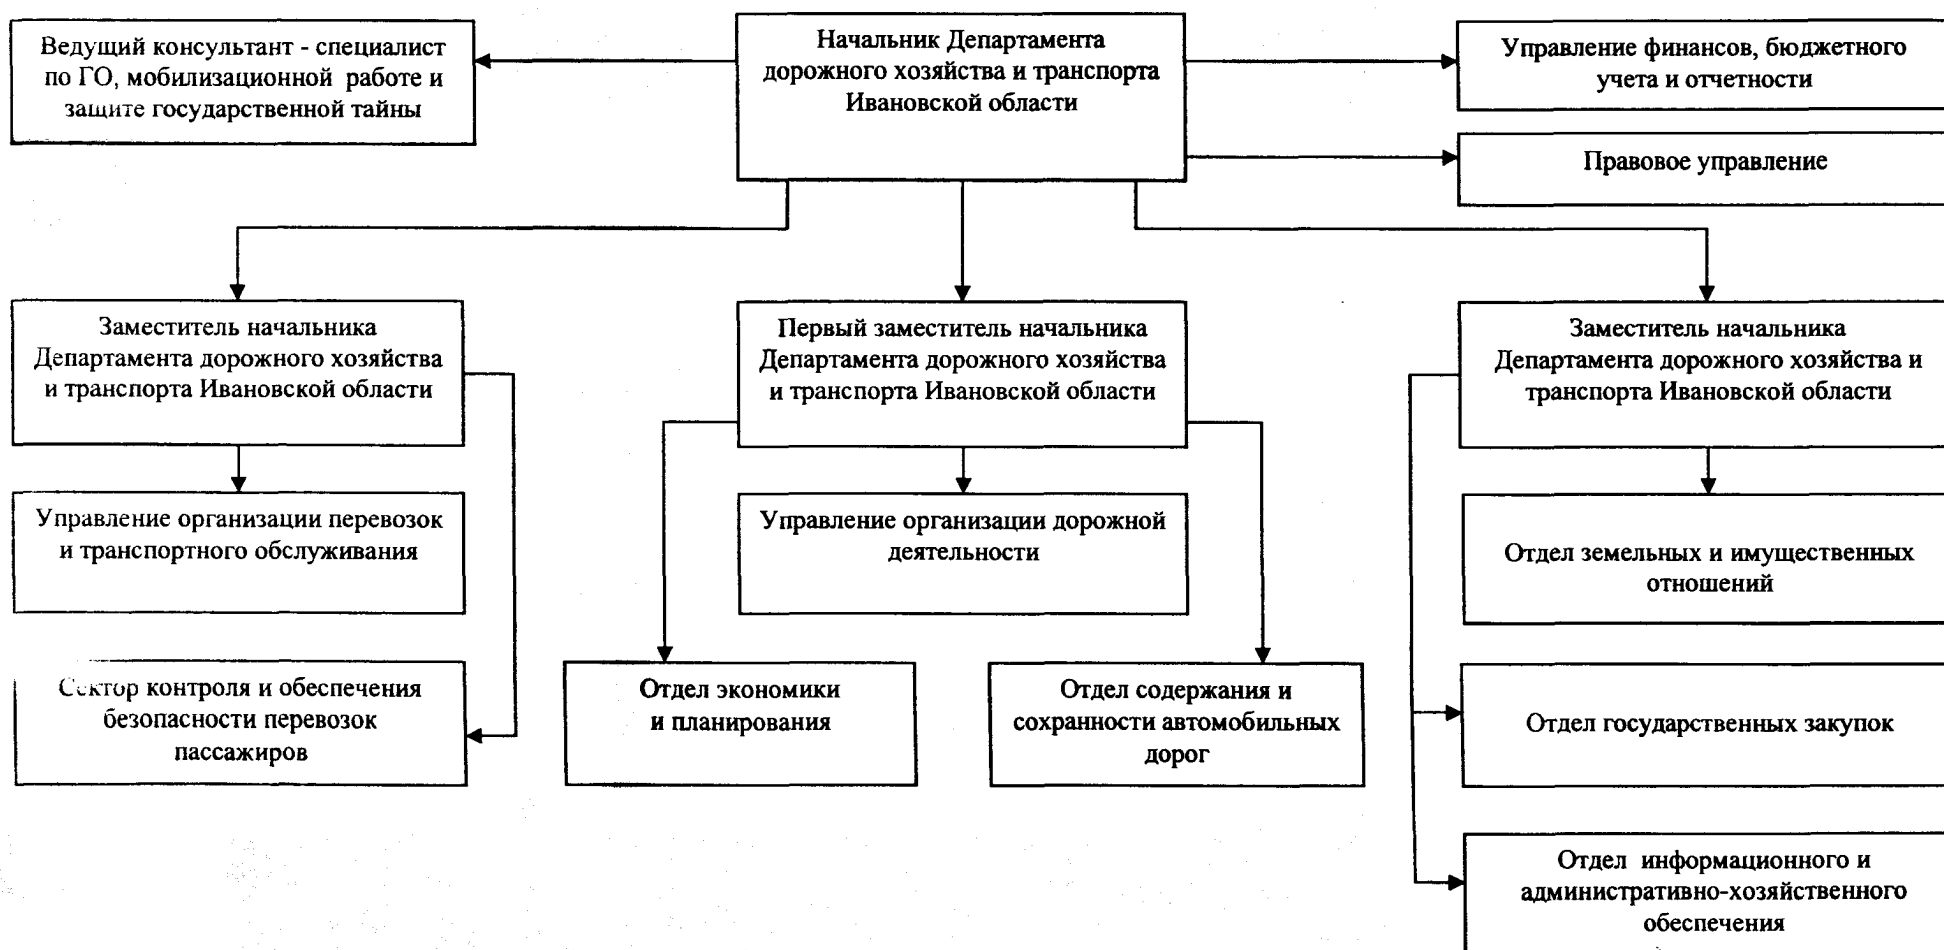 Ведущий консультант - специалист
по ГО, мобилизационной работе и
защите государственной тайны
Начальник Департамента
дорожного хозяйства и транспорта
Ивановской области
Управление финансов, бюджетного
учета и отчетности
Правовое управление
Заместитель начальника
Департамента дорожного хозяйства
и транспорта Ивановской области
Первый заместитель начальника
Департамента дорожного хозяйства
и транспорта Ивановской области
Заместитель начальника
Департамента дорожного хозяйства и
транспорта Ивановской области
Управление организации перевозок
и транспортного обслуживания
Управление организации дорожной
деятельности
Отдел земельных и имущественных
отношений
Сектор контроля и обеспечения
безопасности перевозок
пассажиров
Отдел экономики
и планирования
Отдел содержания и
сохранности автомобильных
дорог
Отдел государственных закупок
Отдел информационного и
административно-хозяйственного
обеспечения